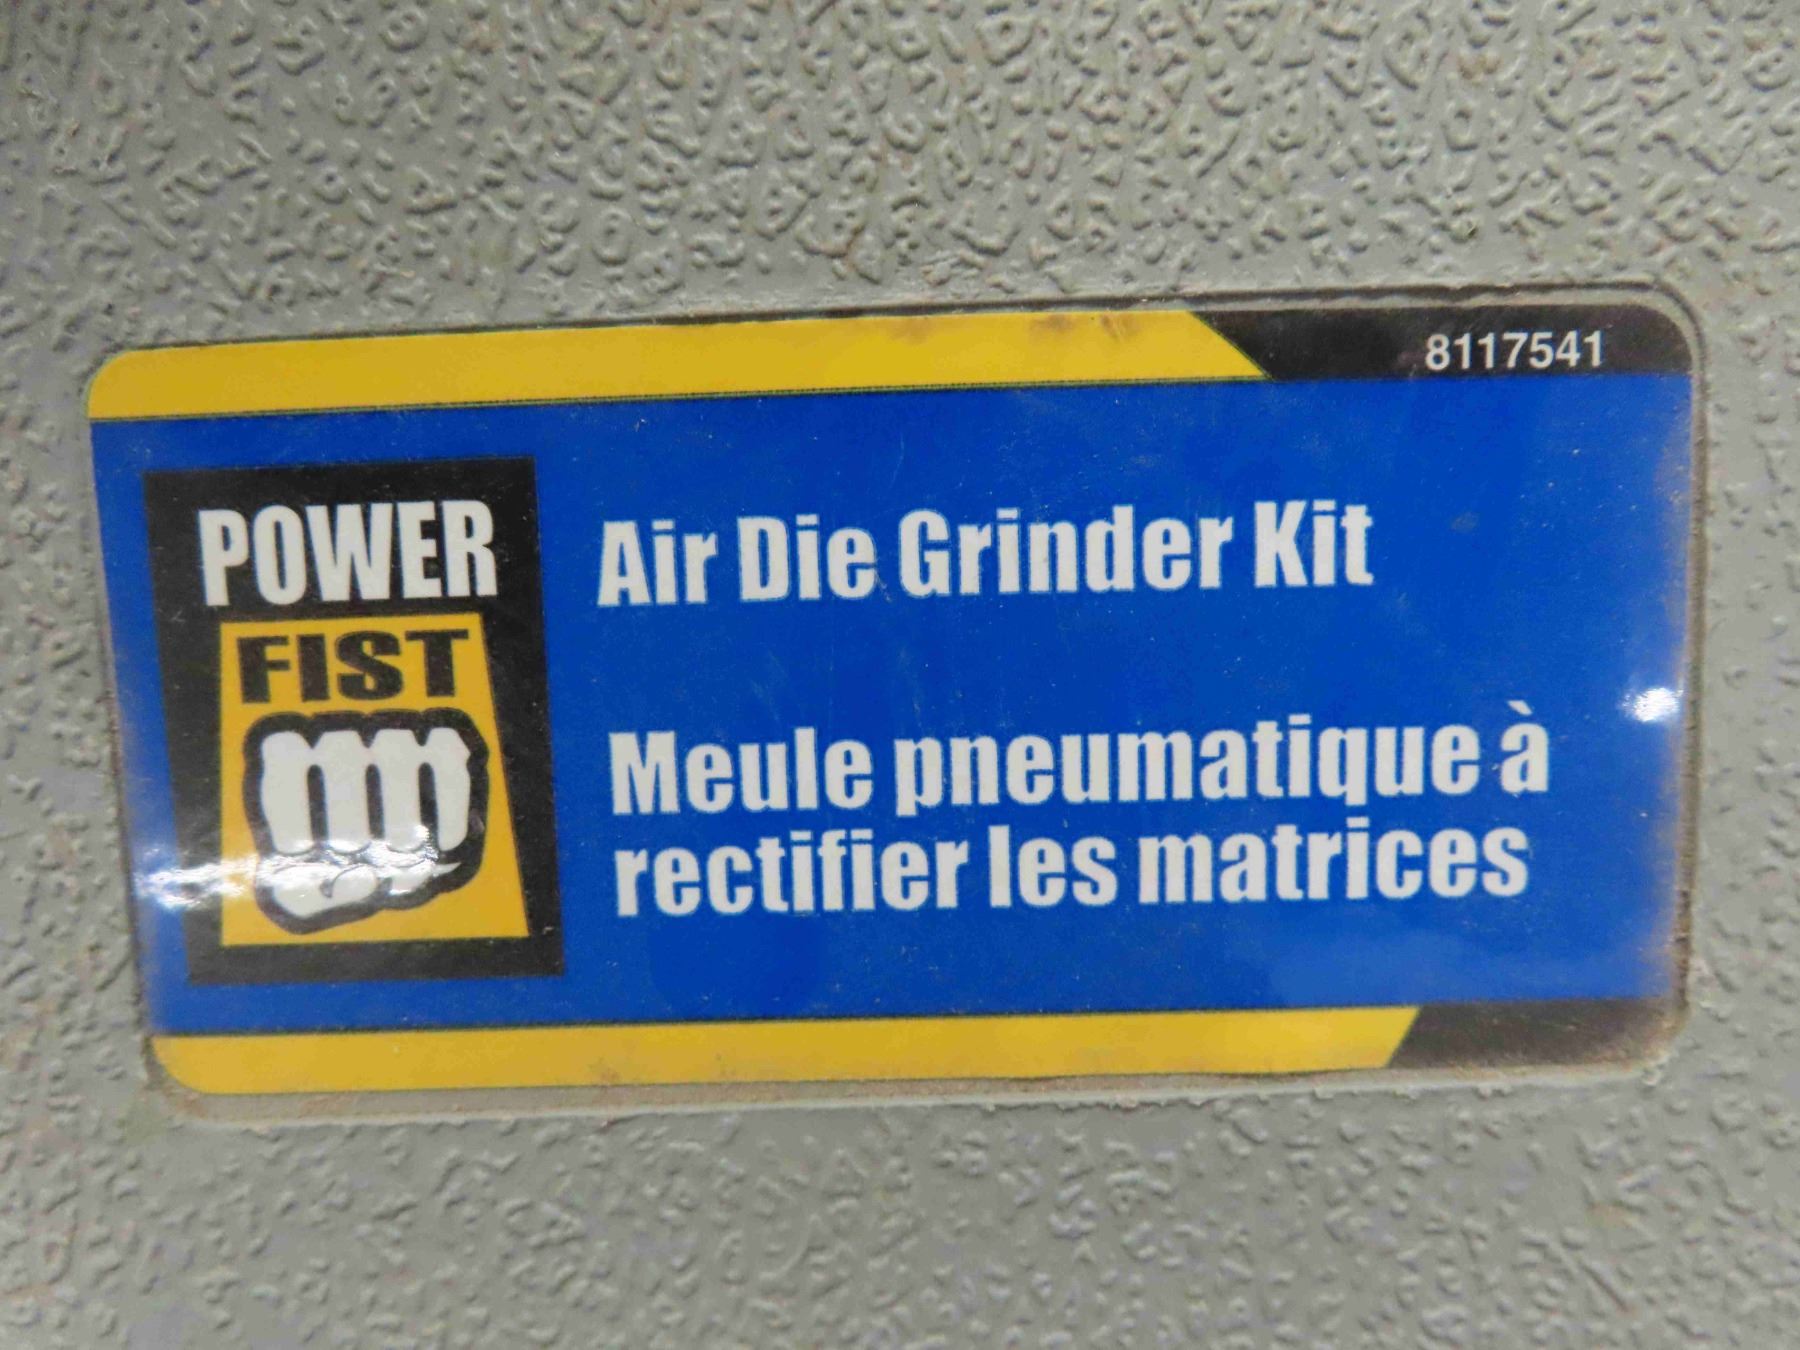 8117541
POWER
FIST
Air Die Grinder Kit
Meule pneumatique à
rectifier les matrices